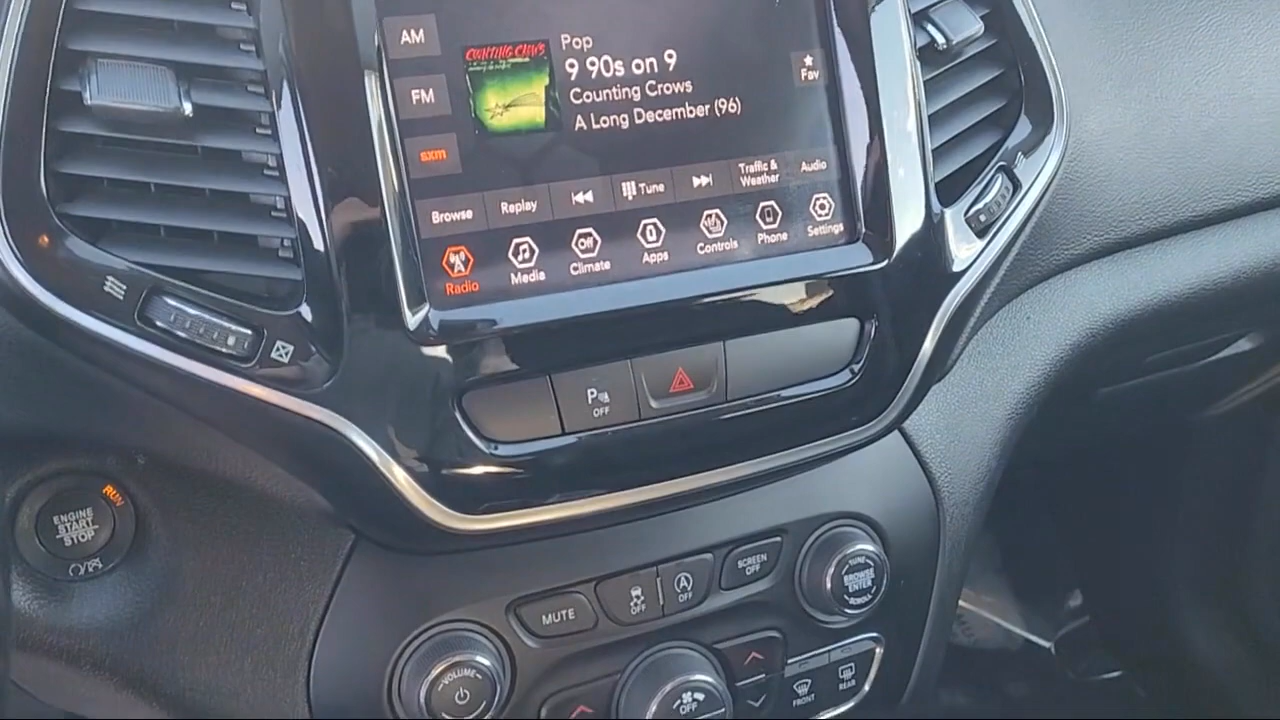 AM
FM
sxm
COUNTING CROWS
Pop
9 90s on 9
Counting Crows
A Long December (96)
Fav
Browse
Replay
Tune
Traffic &
Weather
Audio
Radio
Media
Off
Climate
Apps
Controls
Phone
Settings
P
OFF
RUN
ENGINE
START
STOP
MUTE
OFF
A
OFF
SCREEN
OFF
TUNE
BROWSE
ENTER
SCROLL
VOLUME
OFF
FRONT
REAR